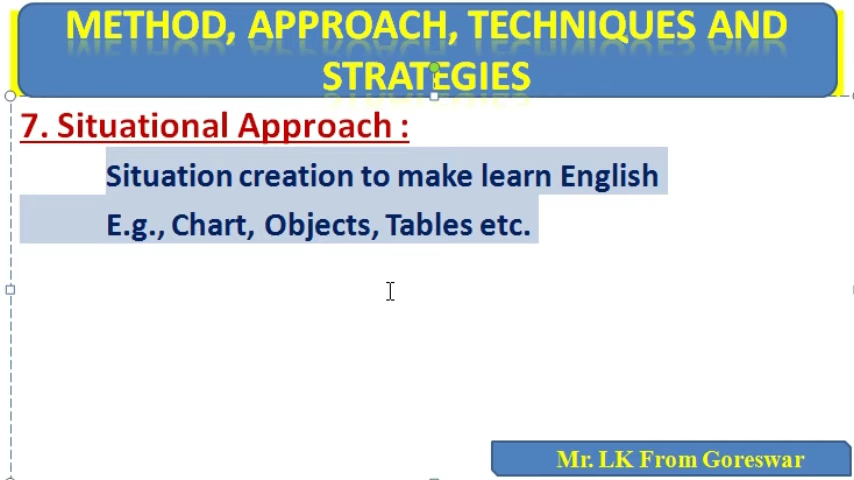 METHOD, APPROACH, TECHNIQUES AND
STRATEGIES
7. Situational Approach :
Situation creation to make learn English
E.g., Chart, Objects, Tables etc.
Mr. LK From Goreswar